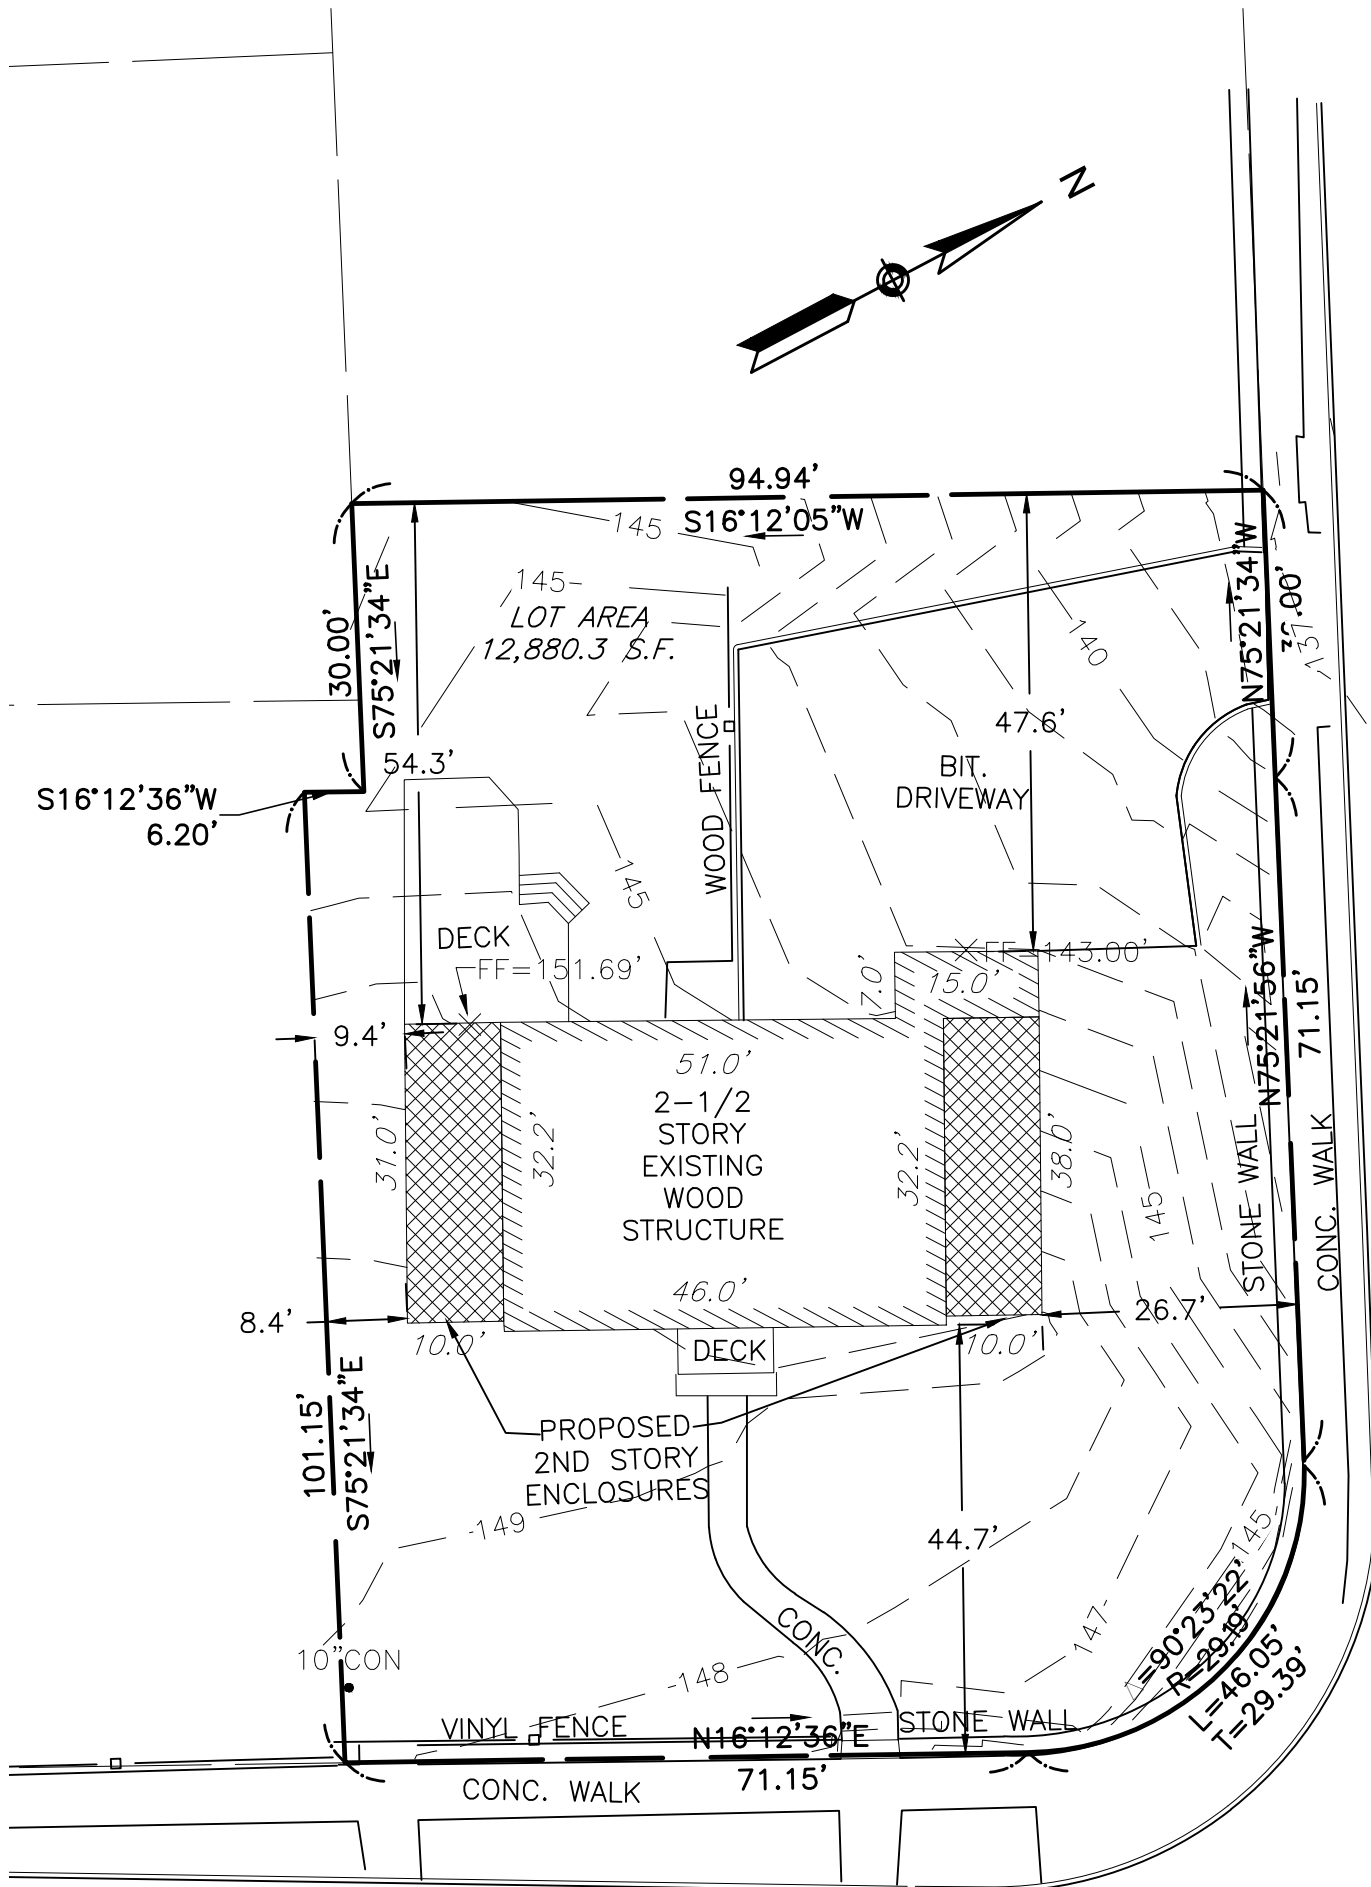 N
94.94'
S16°12'05"W
145
145
LOT AREA
12,880.3 S.F.
30.00'
S75°21'34"E
N75°21'34"W
137
140
47.6'
54.3'
S16°12'36"W
6.20'
WOOD FENCE
BIT.
DRIVEWAY
145
DECK
FF=151.69'
FF=143.00'
7.0'
15.0'
N75°21'56"W
71.15'
9.4'
51.0'
2-1/2
STORY
EXISTING
WOOD
STRUCTURE
31.0'
32.2'
32.2'
38.0'
145
STONE WALL
CONC. WALK
46.0'
8.4'
26.7'
10.0'
DECK
10.0'
101.15'
S75°21'34"E
PROPOSED
2ND STORY
ENCLOSURES
149
44.7'
145
147
148
CONC.
10"CON
Δ=90°23'22"
R=29.19'
L=46.05'
T=29.39'
VINYL FENCE
N16°12'36"E
STONE WALL
71.15'
CONC. WALK